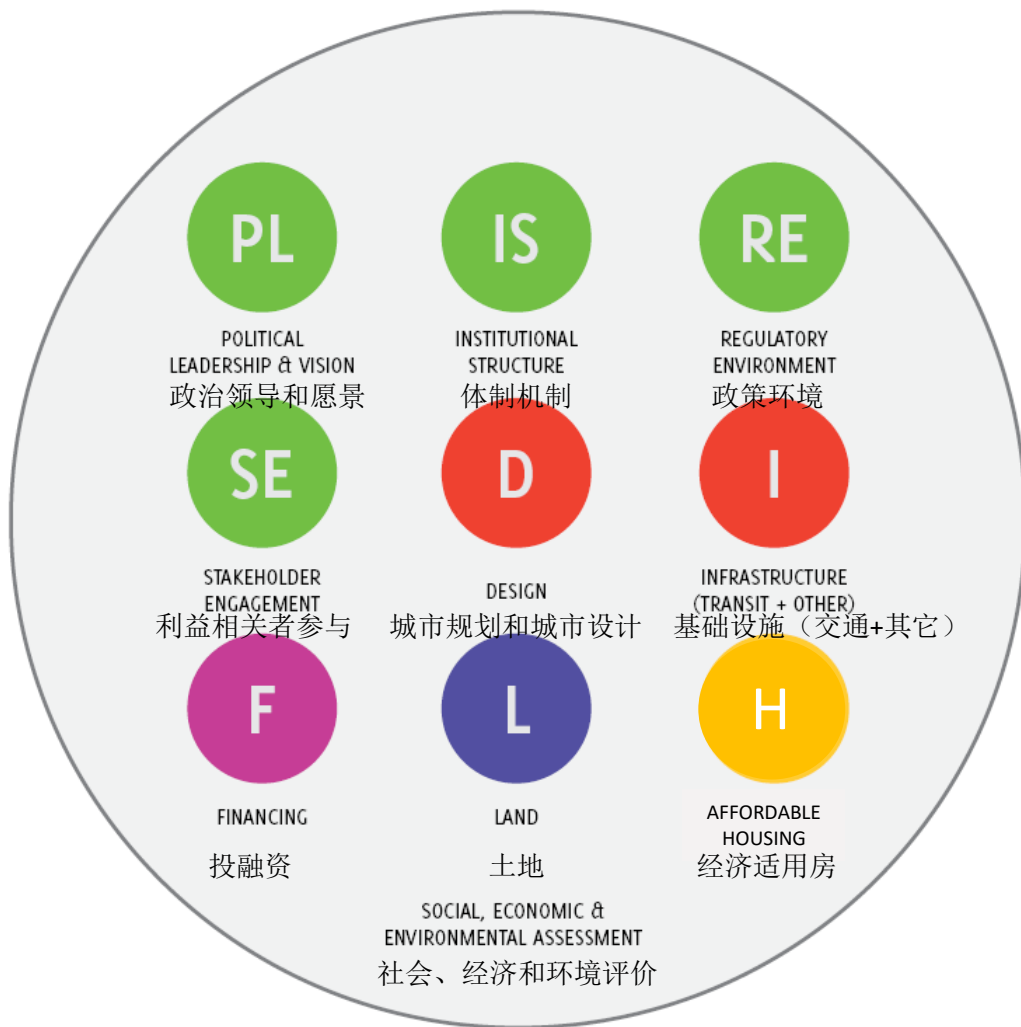 PL
IS
RE
POLITICAL
LEADERSHIP & VISION
政治领导和愿景
INSTITUTIONAL
STRUCTURE
体制机制
REGULATORY
ENVIRONMENT
政策环境
SE
D
I
STAKEHOLDER
ENGAGEMENT
利益相关者参与
DESIGN
城市规划和城市设计
INFRASTRUCTURE
(TRANSIT + OTHER)
基础设施（交通+其它）
F
L
H
FINANCING
投融资
LAND
土地
AFFORDABLE
HOUSING
经济适用房
SOCIAL, ECONOMIC &
ENVIRONMENTAL ASSESSMENT
社会、经济和环境评价